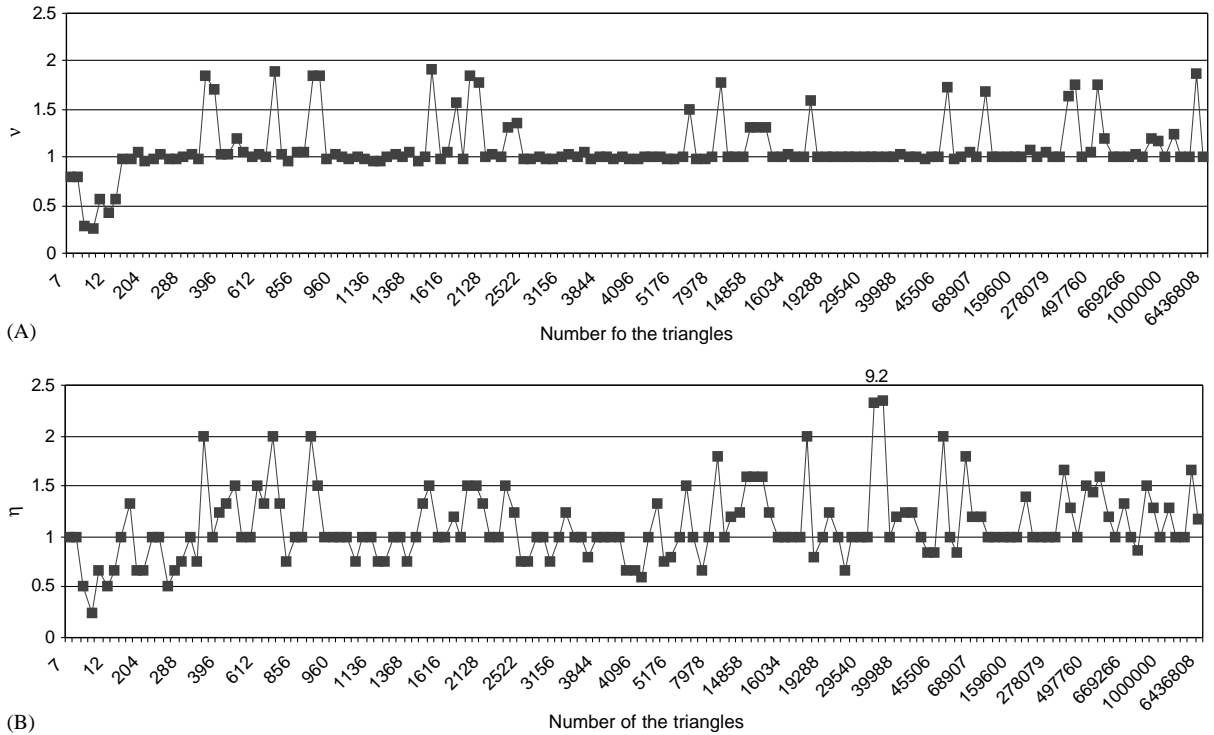 2.5
2
1.5
1
0.5
0
ν
7 12 204 288 396 612 856 960 1136 1368 1616 2128 2522 3156 3844 4096 5176 7978 14858 16034 19288 29540 39988 45506 68907 159600 278079 497760 669266 1000000 6436808
(A)
Number fo the triangles
9.2
2.5
2
1.5
1
0.5
0
η
7 12 204 288 396 612 856 960 1136 1368 1616 2128 2522 3156 3844 4096 5176 7978 14858 16034 19288 29540 39988 45506 68907 159600 278079 497760 669266 1000000 6436808
(B)
Number of the triangles